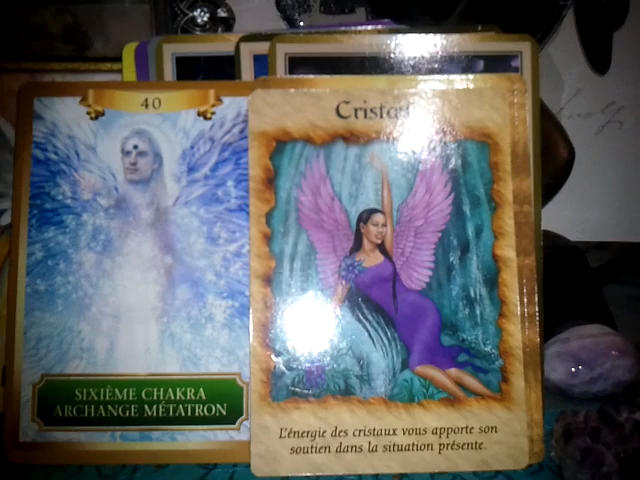 40
SIXIÈME CHAKRA
ARCHANGE MÉTATRON
L'énergie des cristaux vous apporte son
soutien dans la situation présente.